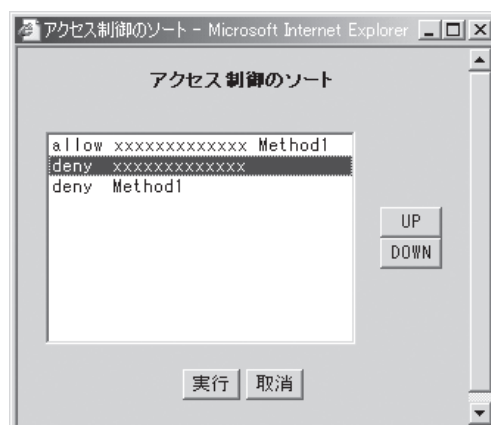 アクセス制御のソート - Microsoft Internet Explorer
アクセス制御のソート
allow xxxxxxxxxxxxx Method1
deny xxxxxxxxxxxxx
deny Method1
UP
DOWN
実行 取消